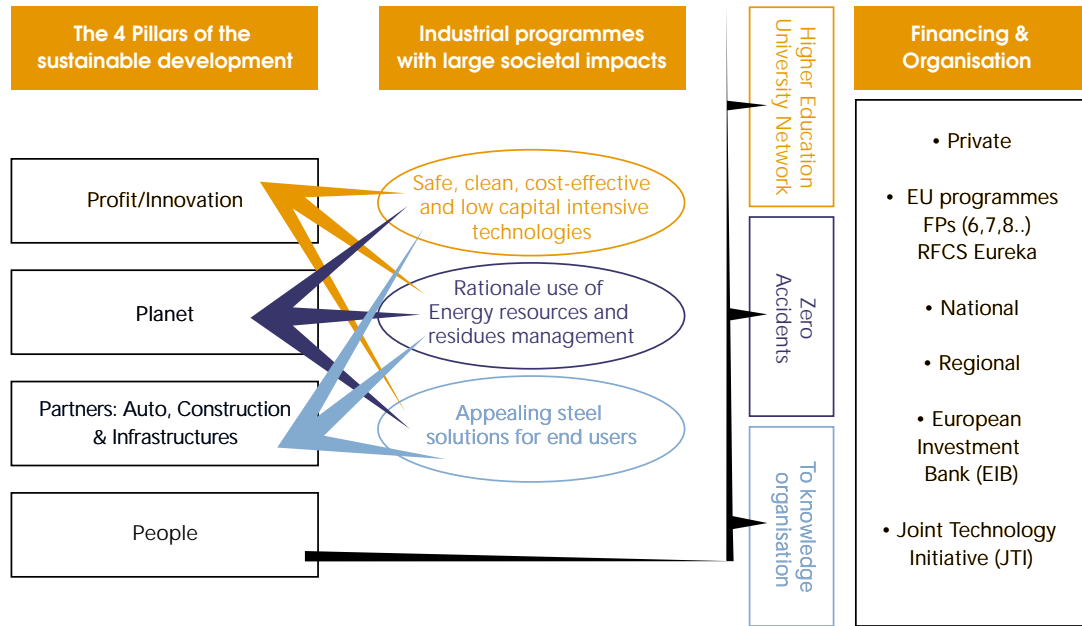 The 4 Pillars of the
sustainable development
Industrial programmes
with large societal impacts
Financing &
Organisation
Profit/Innovation
Planet
Partners: Auto, Construction
& Infrastructures
People
Safe, clean, cost-effective
and low capital intensive
technologies
Rationale use of
Energy resources and
residues management
Appealing steel
solutions for end users
Higher Education
University Network
Zero
Accidents
To knowledge
organisation
• Private
• EU programmes
FPs (6,7,8..)
RFCS Eureka
• National
• Regional
• European
Investment
Bank (EIB)
• Joint Technology
Initiative (JTI)